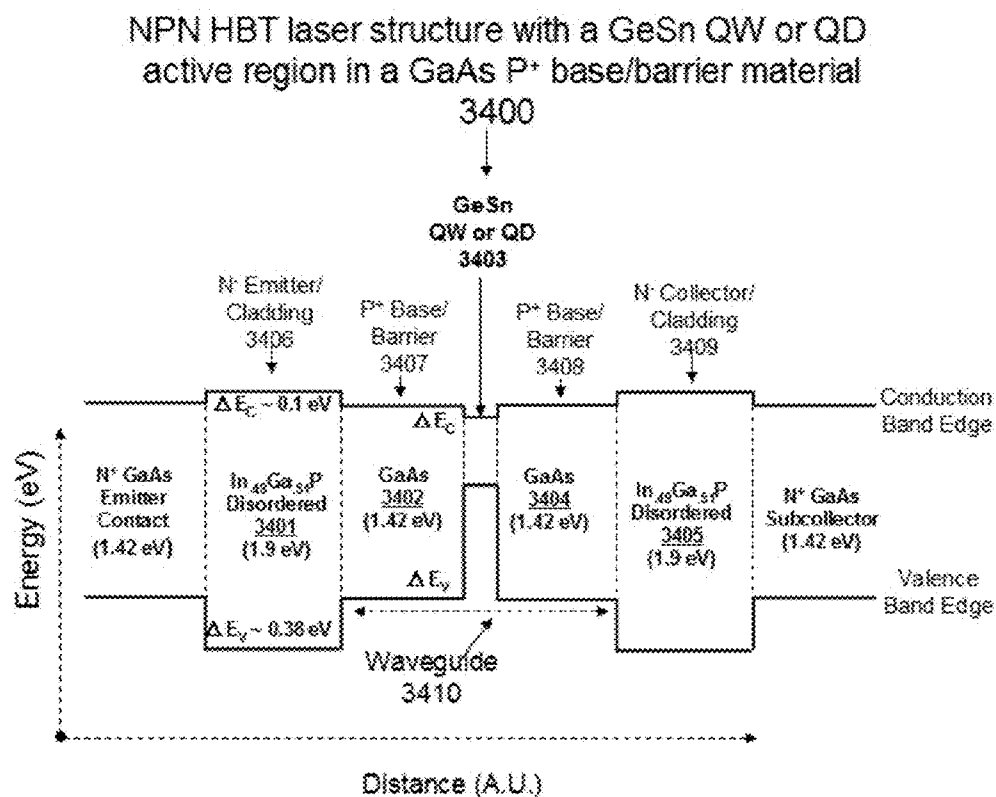 NPN HBT laser structure with a GeSn QW or QD
active region in a GaAs P⁺ base/barrier material
3400
GeSn
QW or QD
3403
N⁻ Emitter/
Cladding
3406
P⁺ Base/
Barrier
3407
P⁺ Base/
Barrier
3408
N⁻ Collector/
Cladding
3409
Conduction
Band Edge
Δ E_C ~ 0.1 eV
Δ E_C
Energy (eV)
N⁺ GaAs
Emitter
Contact
(1.42 eV)
In.₄₉Ga.₅₁P
Disordered
3401
(1.9 eV)
GaAs
3402
(1.42 eV)
GaAs
3404
(1.42 eV)
In.₄₉Ga.₅₁P
Disordered
3405
(1.9 eV)
N⁺ GaAs
Subcollector
(1.42 eV)
Δ E_V
Valence
Band Edge
Δ E_V ~ 0.38 eV
Waveguide
3410
Distance (A.U.)